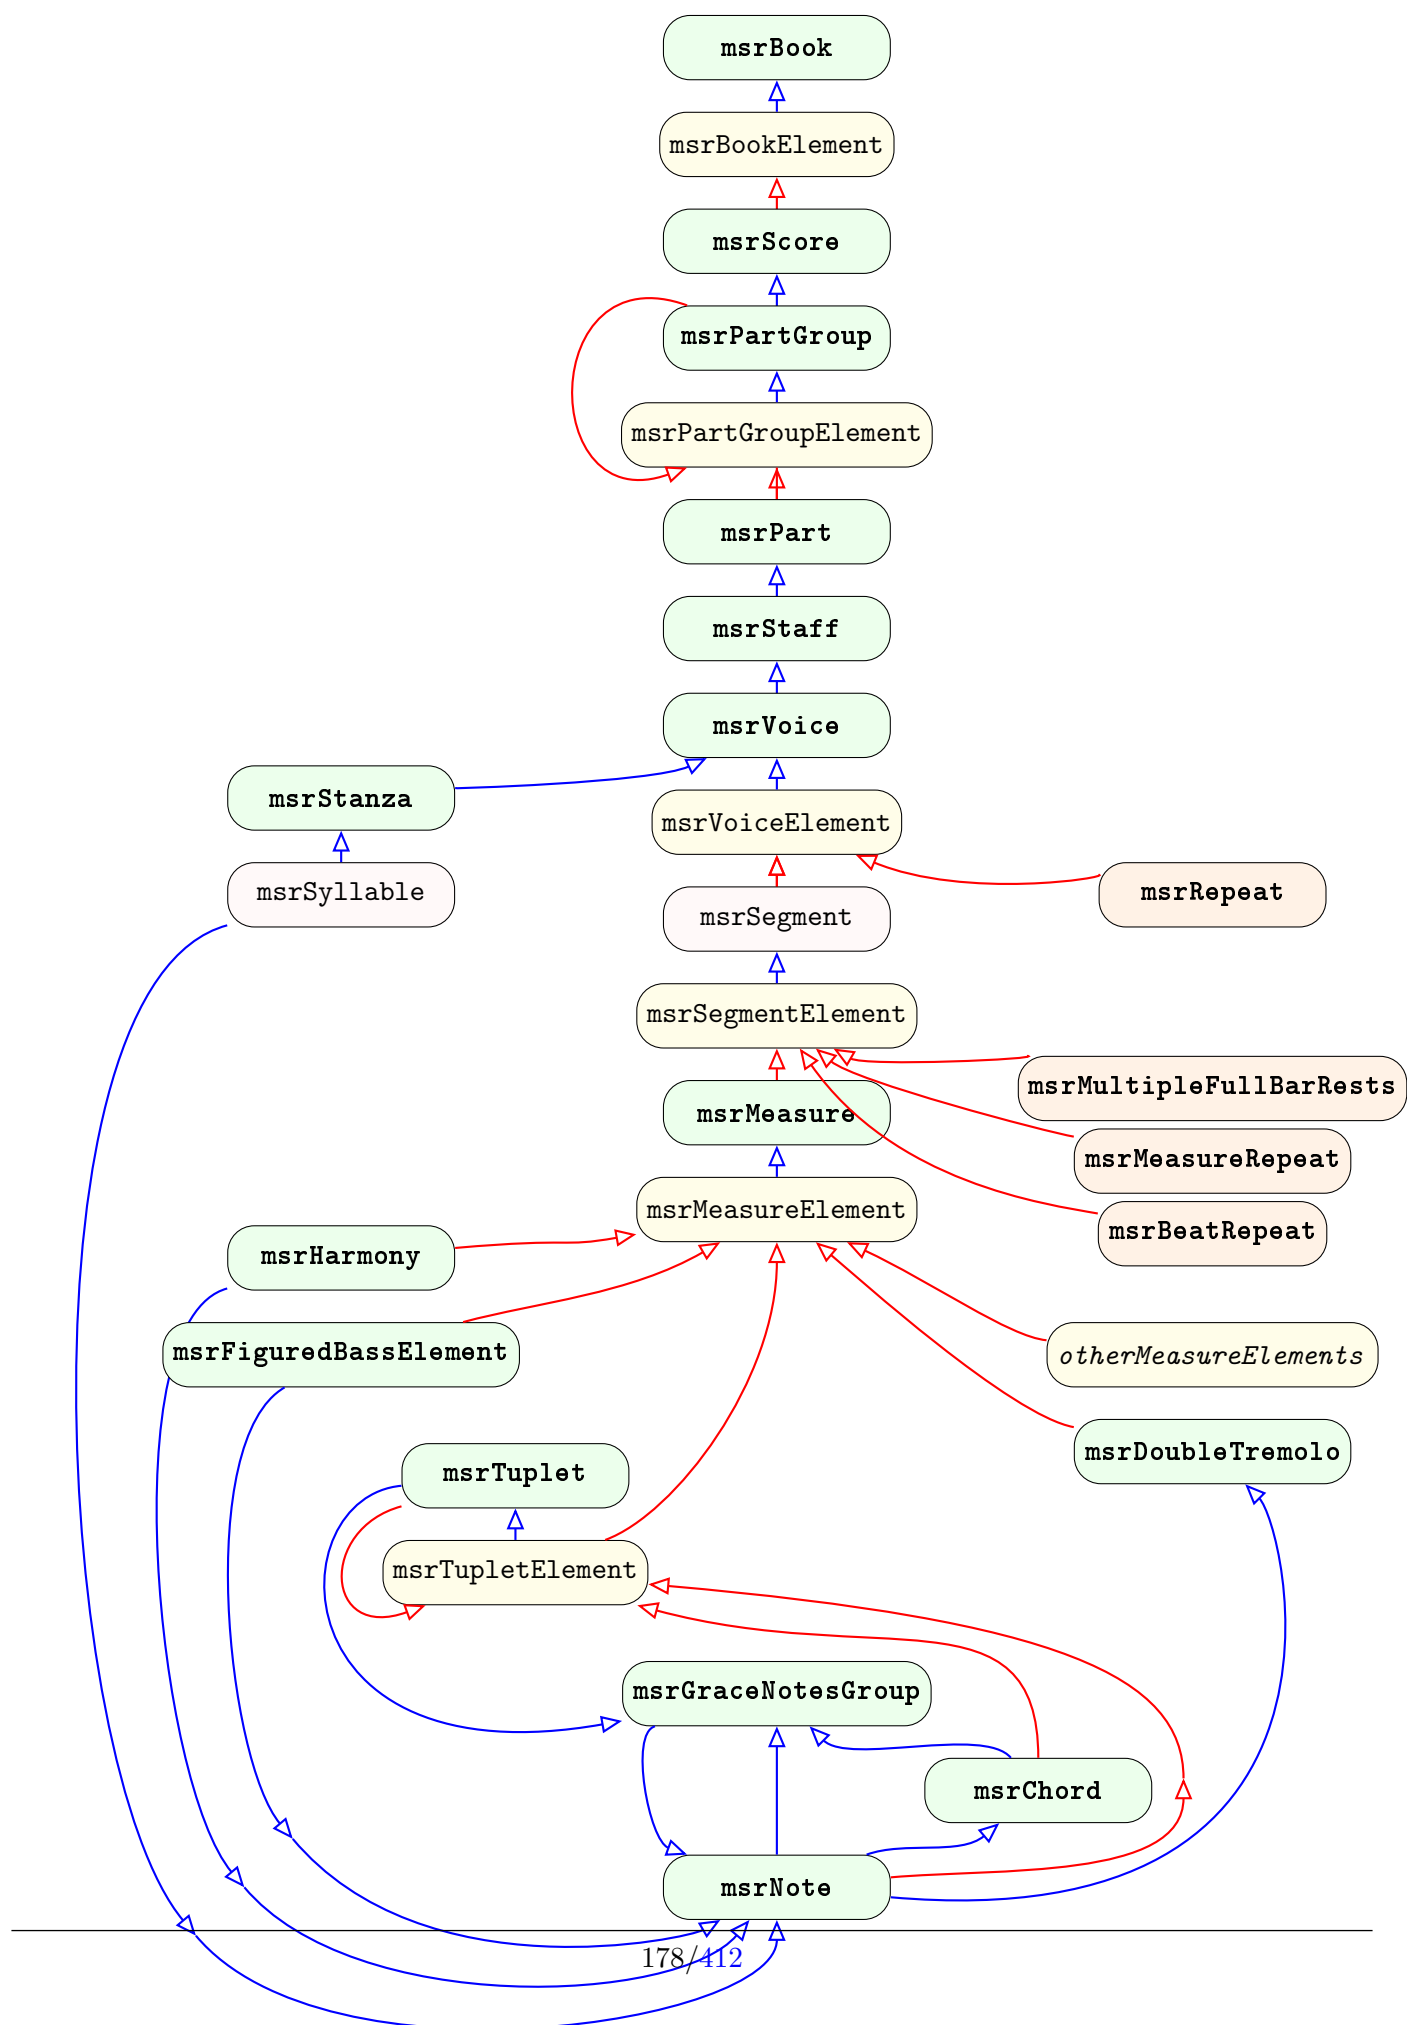 msrBook
msrBookElement
msrScore
msrPartGroup
msrPartGroupElement
msrPart
msrStaff
msrVoice
msrStanza
msrVoiceElement
msrSyllable
msrRepeat
msrSegment
msrSegmentElement
msrMultipleFullBarRests
msrMeasure
msrMeasureRepeat
msrMeasureElement
msrBeatRepeat
msrHarmony
msrFiguredBassElement
otherMeasureElements
msrDoubleTremolo
msrTuplet
msrTupletElement
msrGraceNotesGroup
msrChord
msrNote
178/412